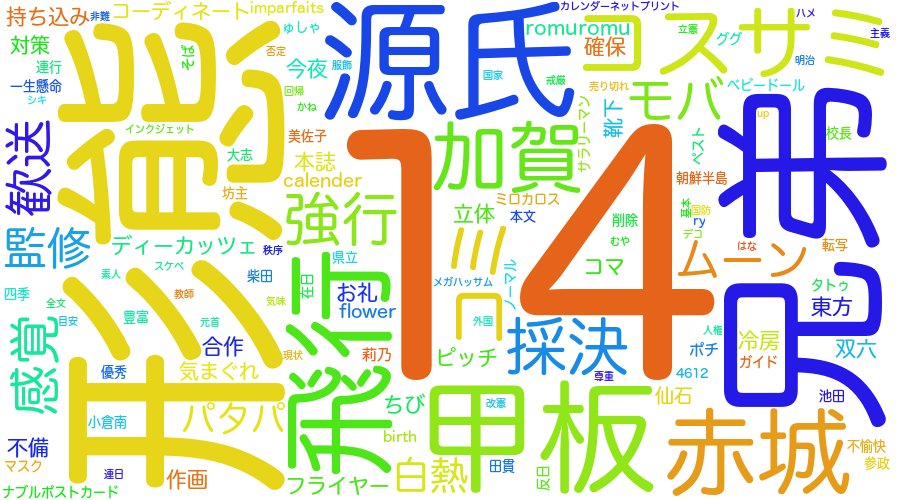 持ち込み
非難
コーディネート
imparfaits
カレンダーネットプリント
ハメ
主義
対策
能
そば
ゅしゃ
否定
源氏
romuromu
確保
コ
立憲
ググ
スサミ
明治
連行
一生懸命
シキ
今夜
服飾
回帰
かね
国家
戒厳
売り切れ
モバ
ベビードール
up
歓送
インクジェット
大志
坊主
美佐子
本誌
calender
14
加賀
サラリーマン
靴下
ベスト
校長
朝鮮半島
強行
ミロカロス
立体
本文
削除
むや
基本
国防
ry
デコ
監修
ディーカッツェ
秩序
県立
ミコ
コマ
ムーン
はな
転写
素人
スケベ
柴田
在日
メガハッサム
ノーマル
四季
全文
教師
気味
お礼
flower
タトゥ
東方
目安
豊富
元首
飛行
外国
人権
感覚
形
合作
現状
莉乃
ピッチ
採決
ポチ
冷房
ガイド
双六
優秀
気まぐれ
尊重
4612
小倉南
パタパ
ちび
改憲
仙石
池田
不備
birth
甲板
赤城
不愉快
マスク
連日
作画
白熱
田貫
反日
参政
ナブルポストカード
フライヤー